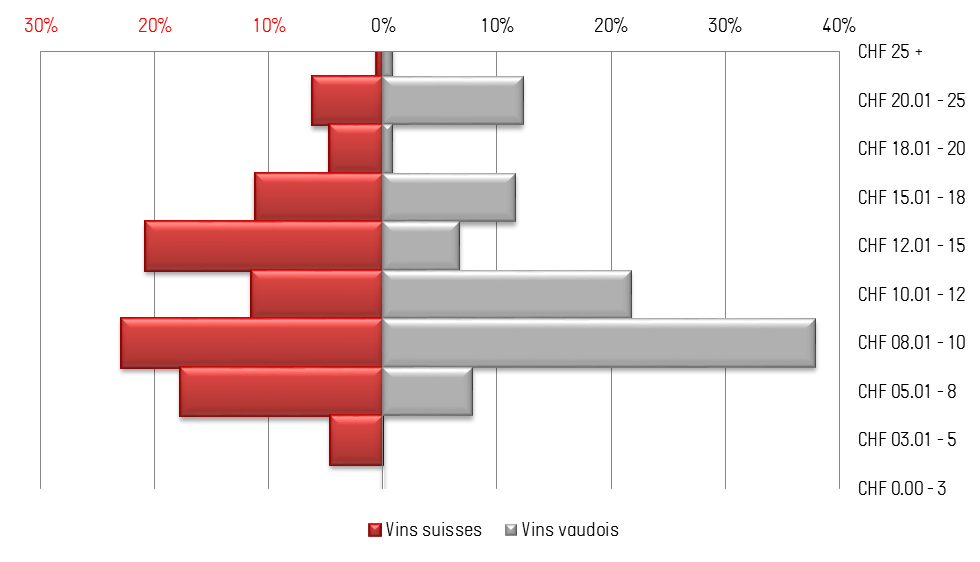 30% 20% 10% 0% 10% 20% 30% 40%
CHF 25 +
CHF 20.01 - 25
CHF 18.01 - 20
CHF 15.01 - 18
CHF 12.01 - 15
CHF 10.01 - 12
CHF 08.01 - 10
CHF 05.01 - 8
CHF 03.01 - 5
CHF 0.00 - 3
Vins suisses Vins vaudois